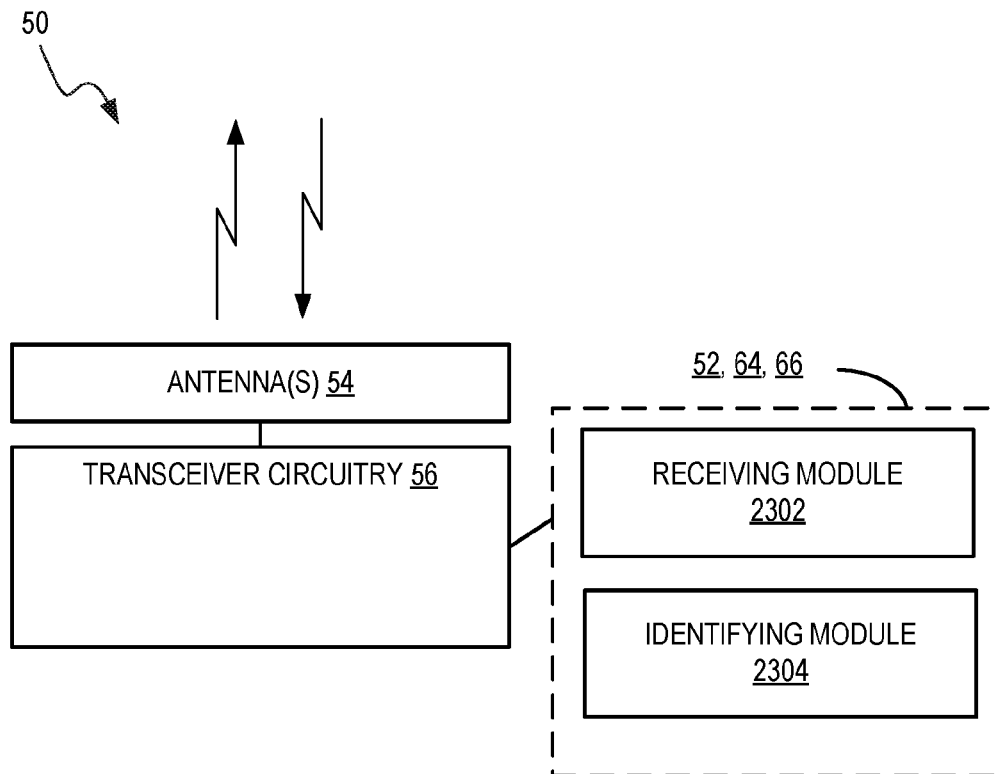 50
ANTENNA(S) 54
52, 64, 66
TRANSCEIVER CIRCUITRY 56
RECEIVING MODULE
2302
IDENTIFYING MODULE
2304